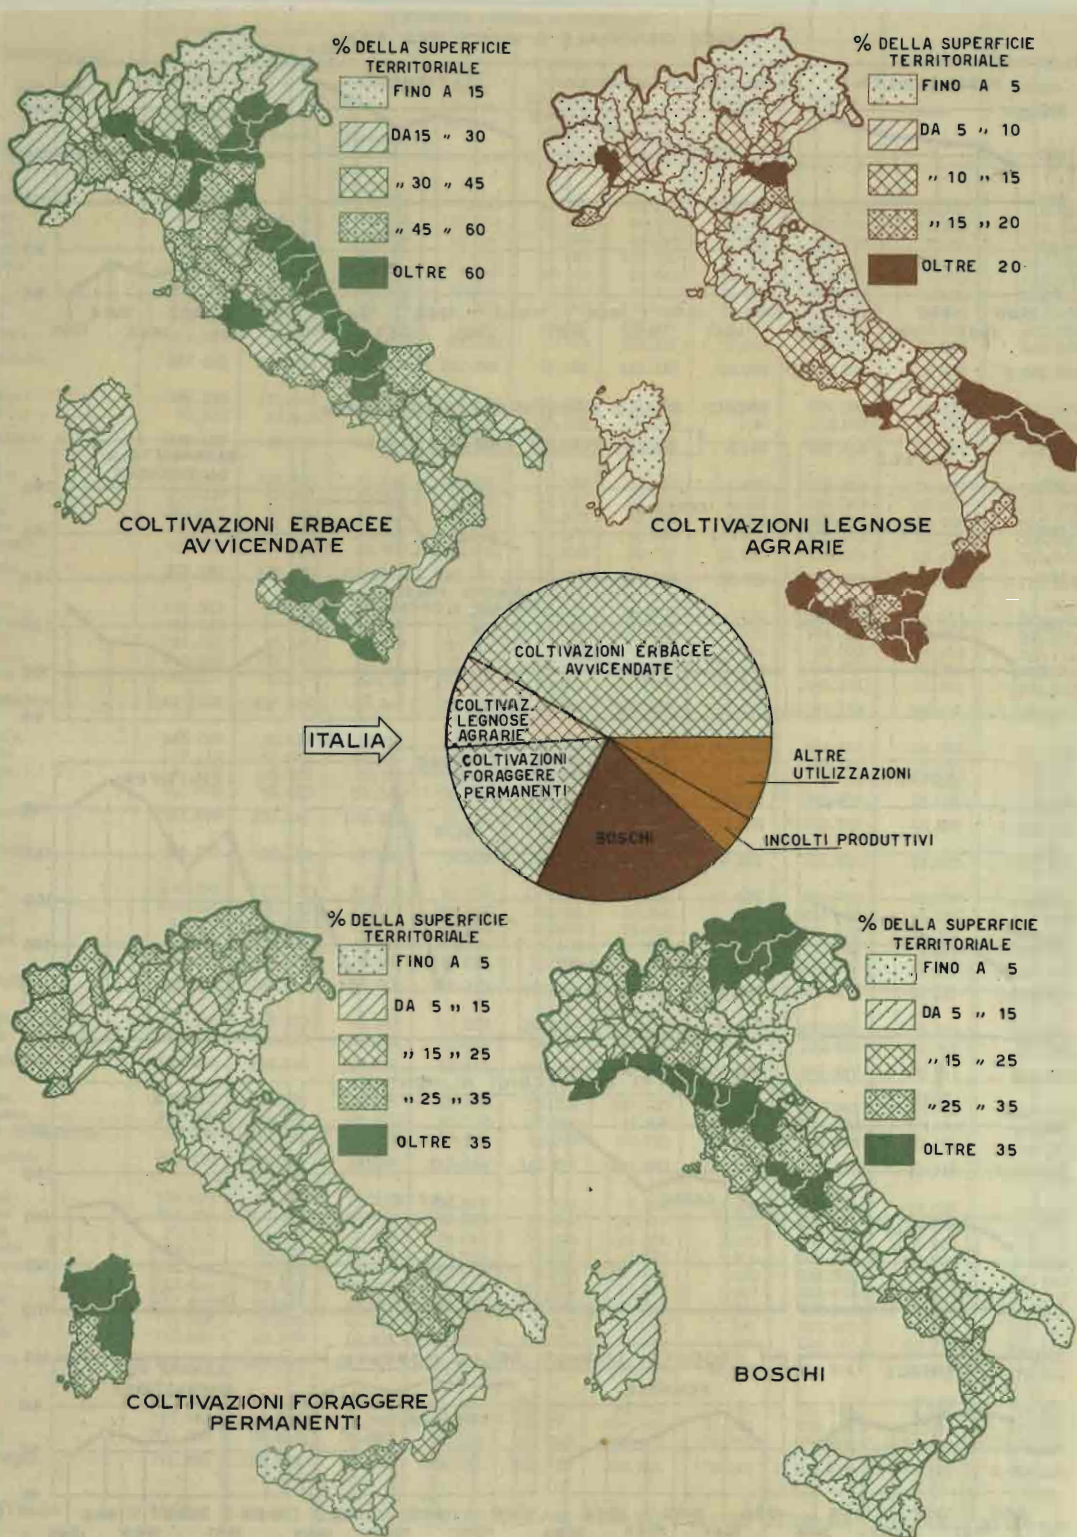 % DELLA SUPERFICIE
TERRITORIALE
FINO A 15
DA 15 " 30
" 30 " 45
" 45 " 60
OLTRE 60
COLTIVAZIONI ERBACEE
AVVICENDATE
% DELLA SUPERFICIE
TERRITORIALE
FINO A 5
DA 5 " 10
" 10 " 15
" 15 " 20
OLTRE 20
COLTIVAZIONI LEGNOSE
AGRARIE
ITALIA
COLTIVAZIONI ERBACEE
AVVICENDATE
COLTIVAZ.
LEGNOSE
AGRARIE
COLTIVAZIONI
FORAGGERE
PERMANENTI
BOSCHI
ALTRE
UTILIZZAZIONI
INCOLTI PRODUTTIVI
% DELLA SUPERFICIE
TERRITORIALE
FINO A 5
DA 5 " 15
" 15 " 25
" 25 " 35
OLTRE 35
COLTIVAZIONI FORAGGERE
PERMANENTI
% DELLA SUPERFICIE
TERRITORIALE
FINO A 5
DA 5 " 15
" 15 " 25
" 25 " 35
OLTRE 35
BOSCHI